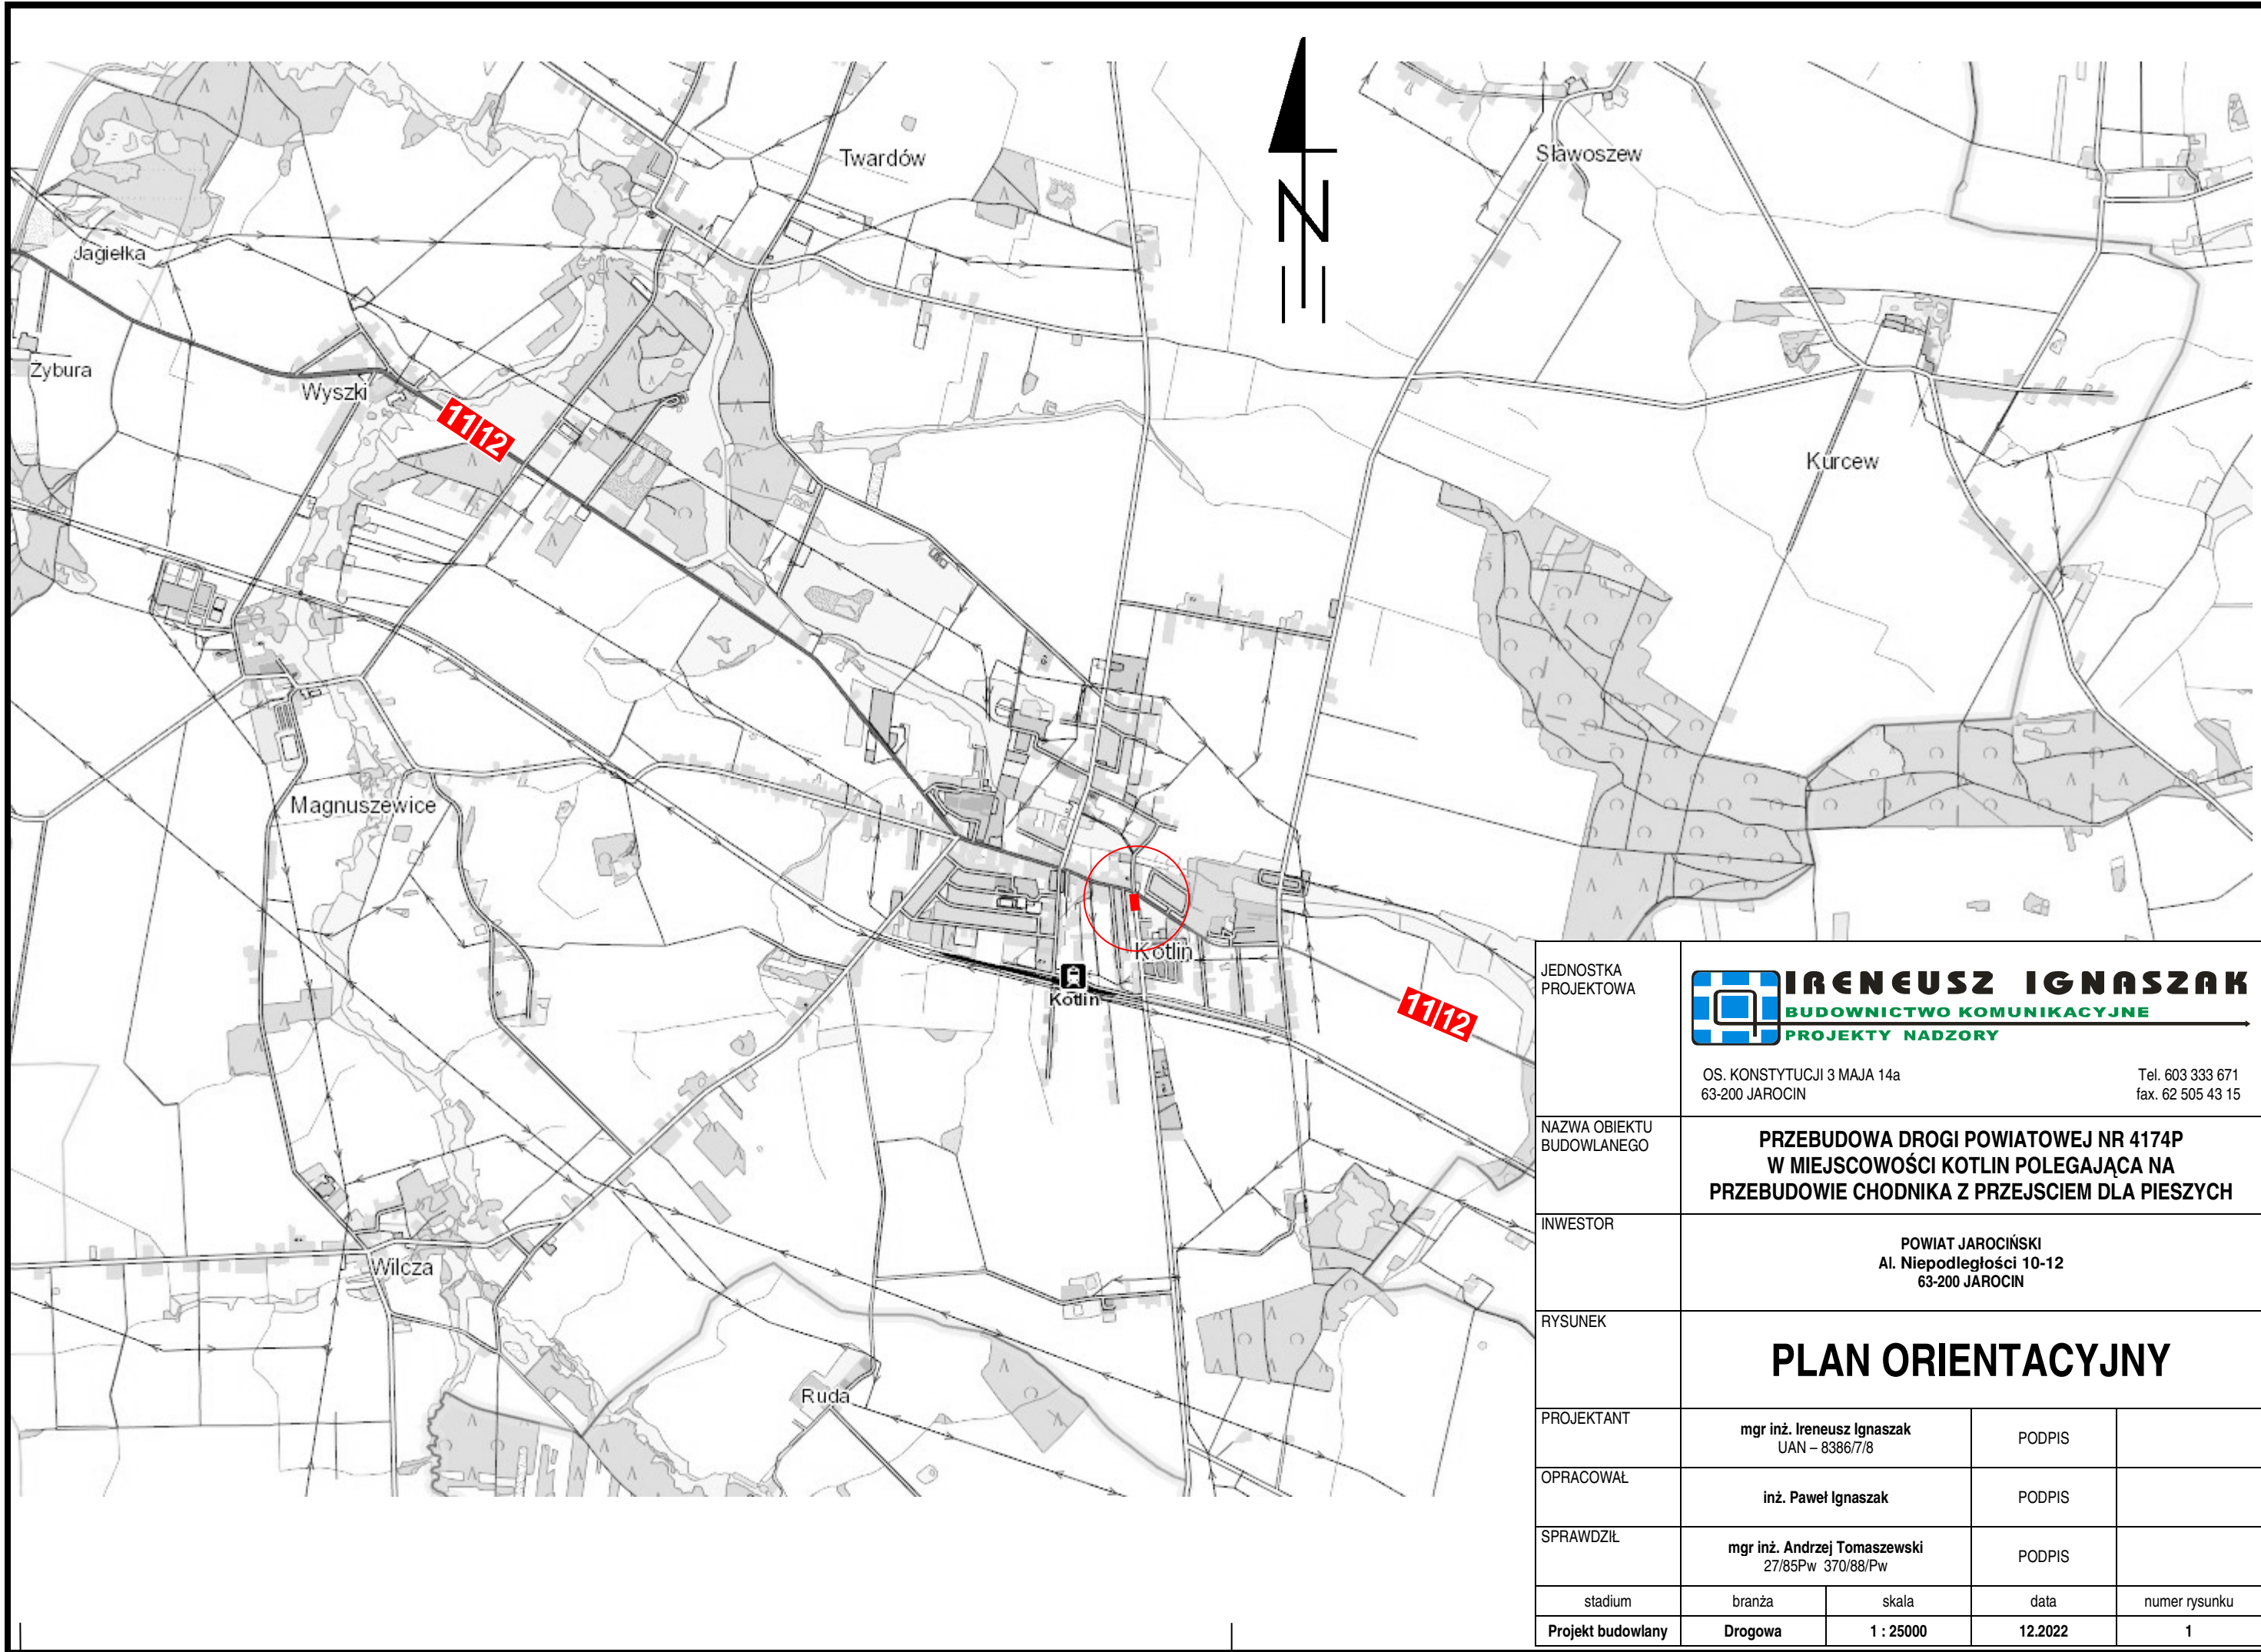 Twardów
Sławoszew
N
Jagiełka
Żybura
Wyszki
11|12
Kurcew
Magnuszewice
Kotlin
Kotlin
11|12
Wilcza
Ruda
JEDNOSTKA
PROJEKTOWA
IRENEUSZ IGNASZAK
BUDOWNICTWO KOMUNIKACYJNE
PROJEKTY NADZORY
OS. KONSTYTUCJI 3 MAJA 14a
63-200 JAROCIN
Tel. 603 333 671
fax. 62 505 43 15
NAZWA OBIEKTU
BUDOWLANEGO
PRZEBUDOWA DROGI POWIATOWEJ NR 4174P
W MIEJSCOWOŚCI KOTLIN POLEGAJĄCA NA
PRZEBUDOWIE CHODNIKA Z PRZEJSCIEM DLA PIESZYCH
INWESTOR
POWIAT JAROCIŃSKI
Al. Niepodległości 10-12
63-200 JAROCIN
RYSUNEK
PLAN ORIENTACYJNY
PROJEKTANT
mgr inż. Ireneusz Ignaszak
UAN – 8386/7/8
PODPIS
OPRACOWAŁ
inż. Paweł Ignaszak
PODPIS
SPRAWDZIŁ
mgr inż. Andrzej Tomaszewski
27/85Pw 370/88/Pw
PODPIS
stadium branża skala data numer rysunku
Projekt budowlany Drogowa 1 : 25000 12.2022 1